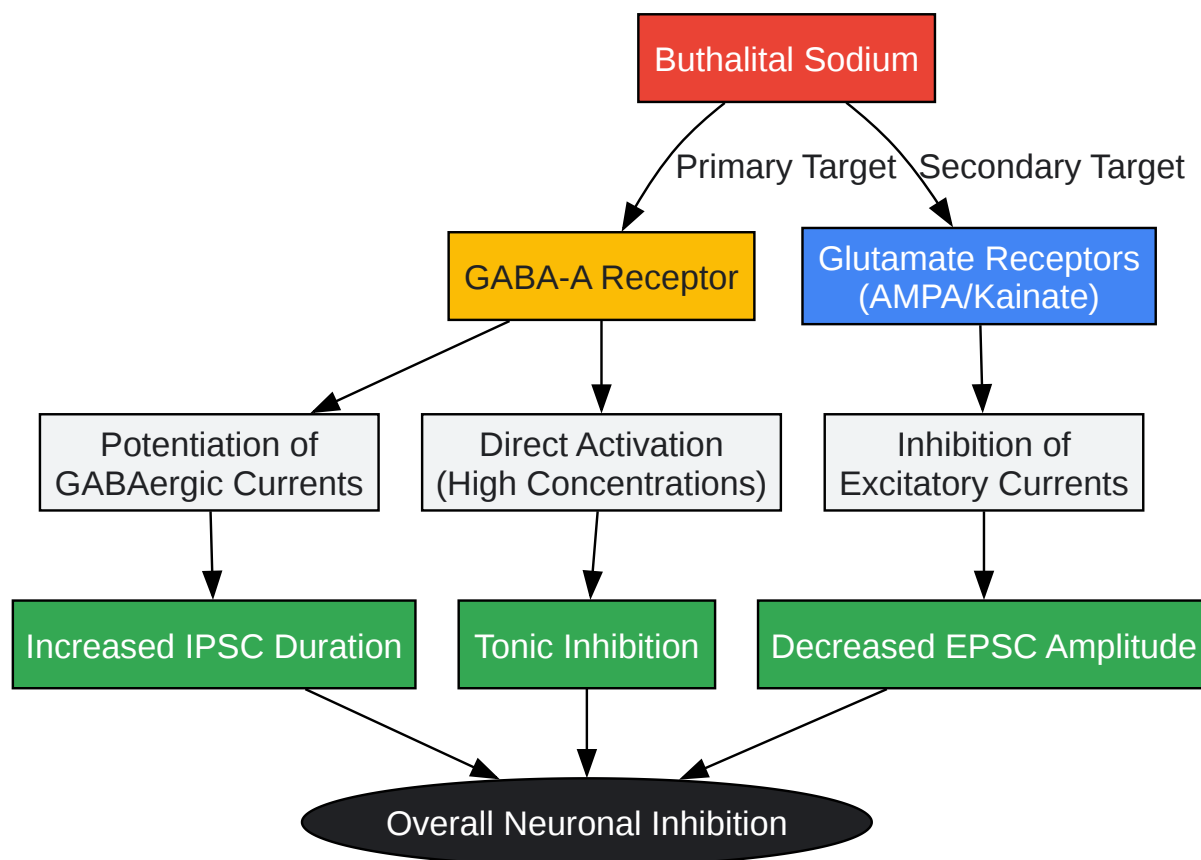 Buthalital Sodium
Primary Target
Secondary Target
GABA-A Receptor
Glutamate Receptors
(AMPA/Kainate)
Potentiation of
GABAergic Currents
Direct Activation
(High Concentrations)
Inhibition of
Excitatory Currents
Increased IPSC Duration
Tonic Inhibition
Decreased EPSC Amplitude
Overall Neuronal Inhibition